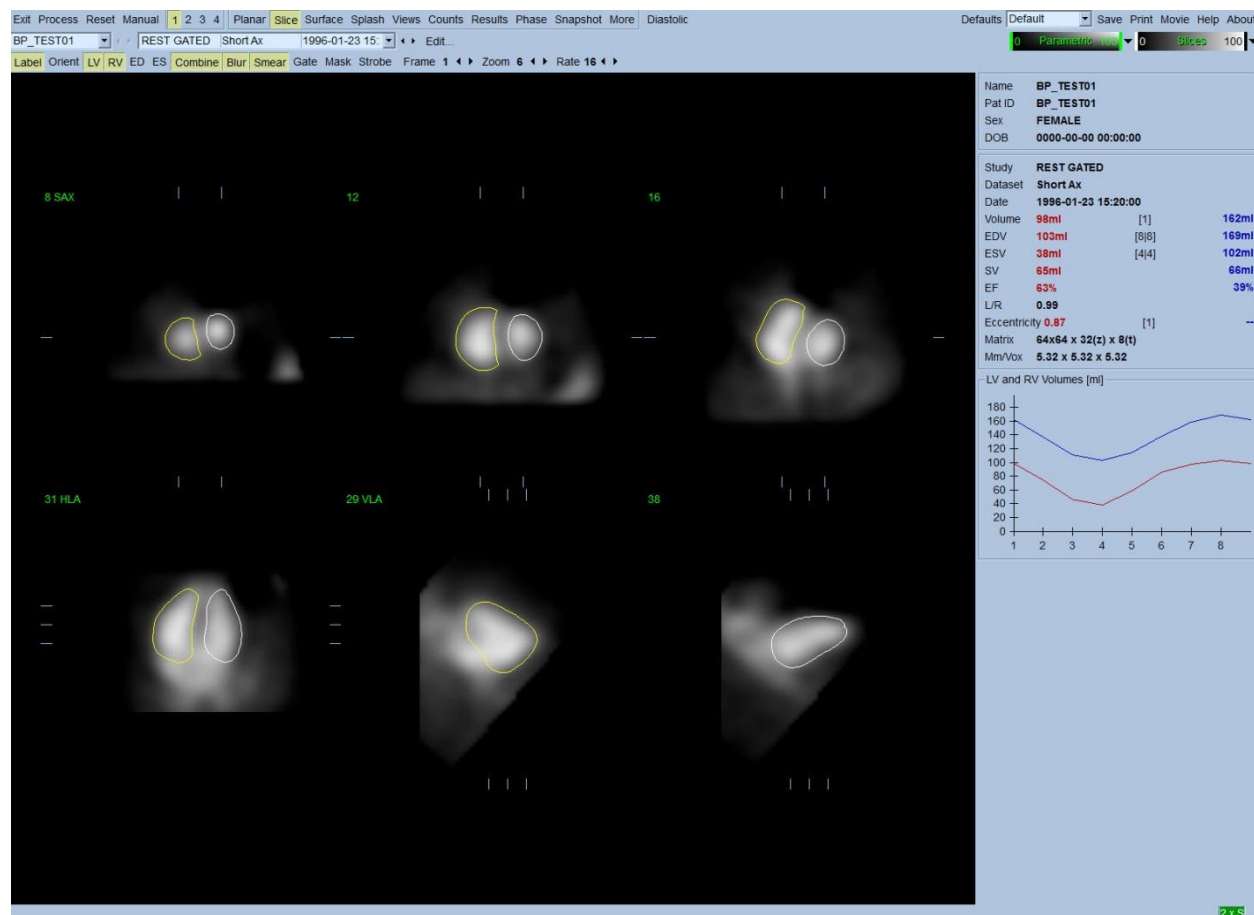 Exit Process Reset Manual 1 2 3 4 Planar Slice Surface Splash Views Counts Results Phase Snapshot More Diastolic Defaults Default Save Print Movie Help About
BP_TEST01 REST GATED Short Ax 1996-01-23 15: Edit... 0 Parametric 100 0 Slices 100
Label Orient LV RV ED ES Combine Blur Smear Gate Mask Strobe Frame 1 Zoom 6 Rate 16
Name BP_TEST01
Pat ID BP_TEST01
Sex FEMALE
DOB 0000-00-00 00:00:00
Study REST GATED
Dataset Short Ax
Date 1996-01-23 15:20:00
Volume 98ml [1] 162ml
EDV 103ml [8|8] 169ml
ESV 38ml [4|4] 102ml
SV 65ml 66ml
EF 63% 39%
L/R 0.99
Eccentricity 0.87 [1] --
Matrix 64x64 x 32(z) x 8(t)
Mm/Vox 5.32 x 5.32 x 5.32
LV and RV Volumes [ml]
180
160
140
120
100
80
60
40
20
0
1 2 3 4 5 6 7 8
8 SAX 12 16
31 HLA 29 VLA 38
2 x S